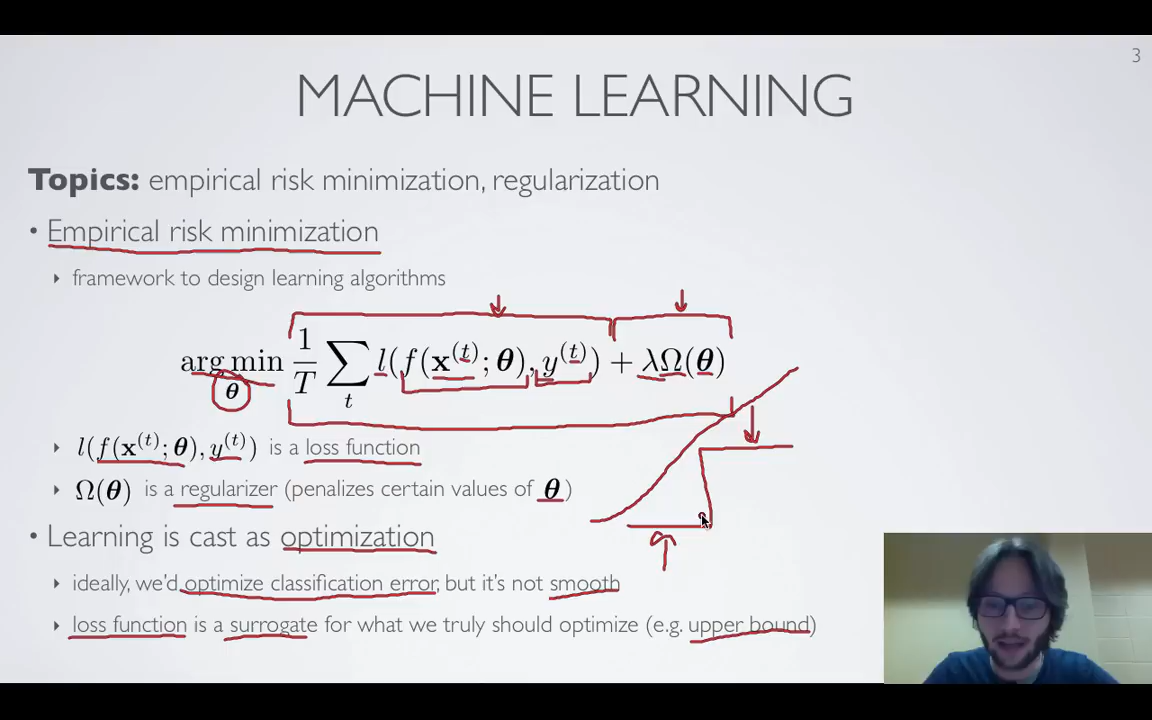 3
MACHINE LEARNING
Topics: empirical risk minimization, regularization
• Empirical risk minimization
‣ framework to design learning algorithms
arg min_θ 1/T ∑_t l(f(x^(t); θ), y^(t)) + λΩ(θ)
‣ l(f(x^(t); θ), y^(t)) is a loss function
‣ Ω(θ) is a regularizer (penalizes certain values of θ)
• Learning is cast as optimization
‣ ideally, we'd optimize classification error, but it's not smooth
‣ loss function is a surrogate for what we truly should optimize (e.g. upper bound)